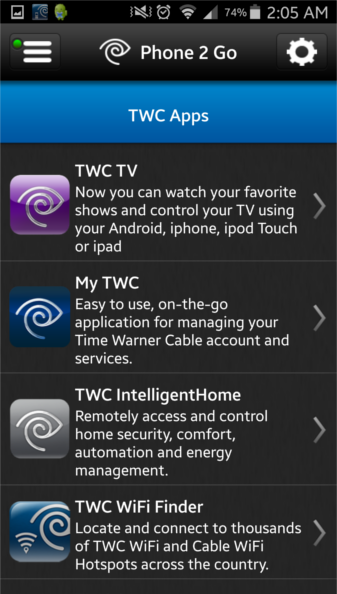 74% 2:05 AM
Phone 2 Go
TWC Apps
TWC TV
Now you can watch your favorite
shows and control your TV using
your Android, iphone, ipod Touch
or ipad
My TWC
Easy to use, on-the-go
application for managing your
Time Warner Cable account and
services.
TWC IntelligentHome
Remotely access and control
home security, comfort,
automation and energy
management.
TWC WiFi Finder
Locate and connect to thousands
of TWC WiFi and Cable WiFi
Hotspots across the country.